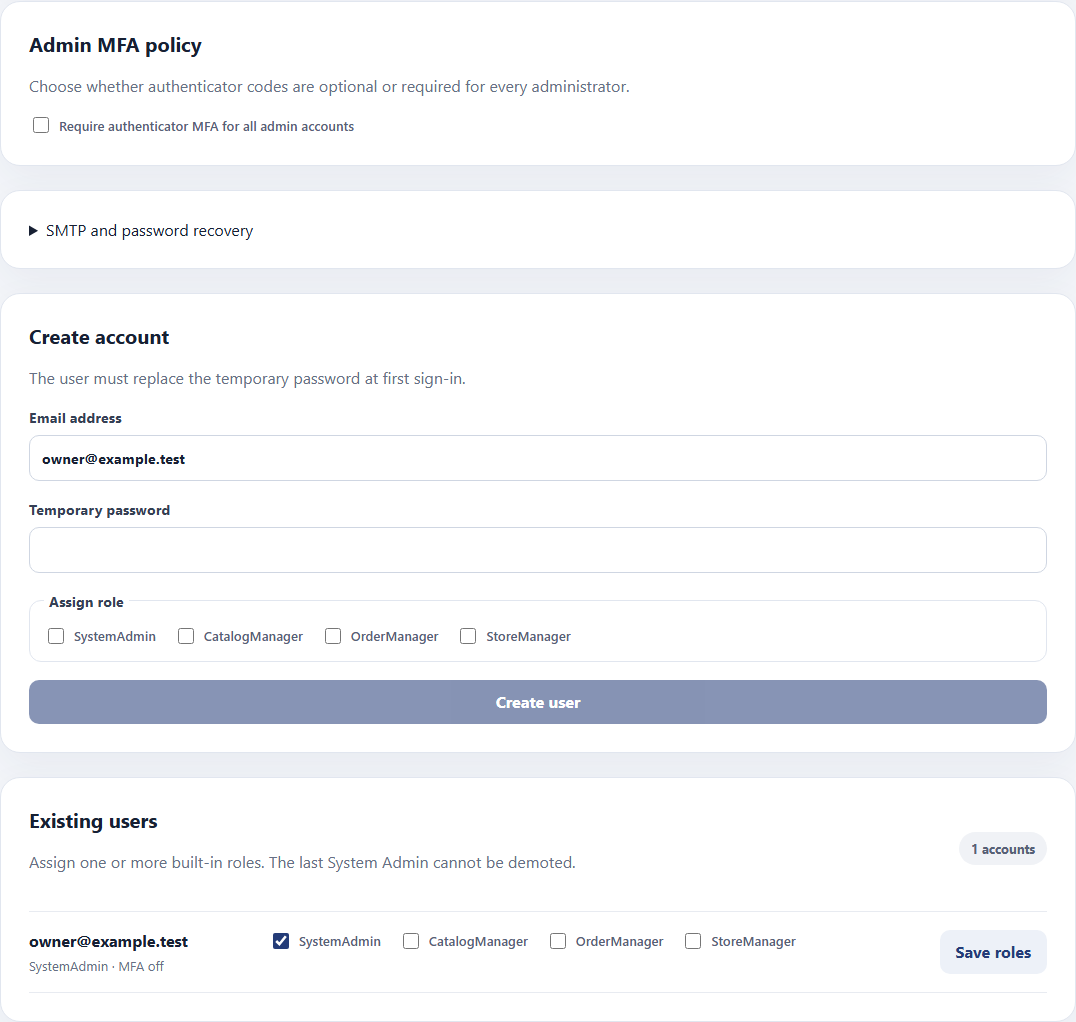 Admin MFA policy
Choose whether authenticator codes are optional or required for every administrator.
Require authenticator MFA for all admin accounts
SMTP and password recovery
Create account
The user must replace the temporary password at first sign-in.
Email address
owner@example.test
Temporary password
Assign role
SystemAdmin CatalogManager OrderManager StoreManager
Create user
Existing users
Assign one or more built-in roles. The last System Admin cannot be demoted.
1 accounts
owner@example.test SystemAdmin CatalogManager OrderManager StoreManager
SystemAdmin · MFA off
Save roles